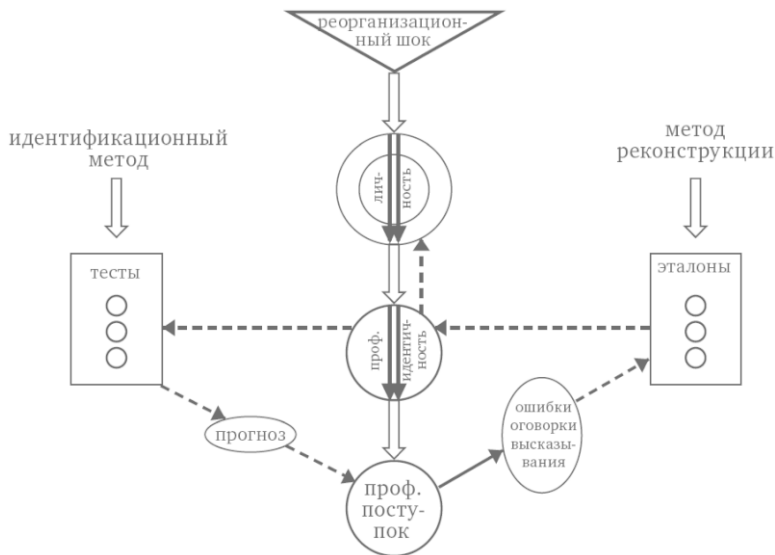 реорганизацион-
ный шок
идентификационный
метод
метод
реконструкции
лич-
ность
тесты
эталоны
проф.
идентич-
ность
прогноз
ошибки
оговорки
высказы-
вания
проф.
посту-
пок